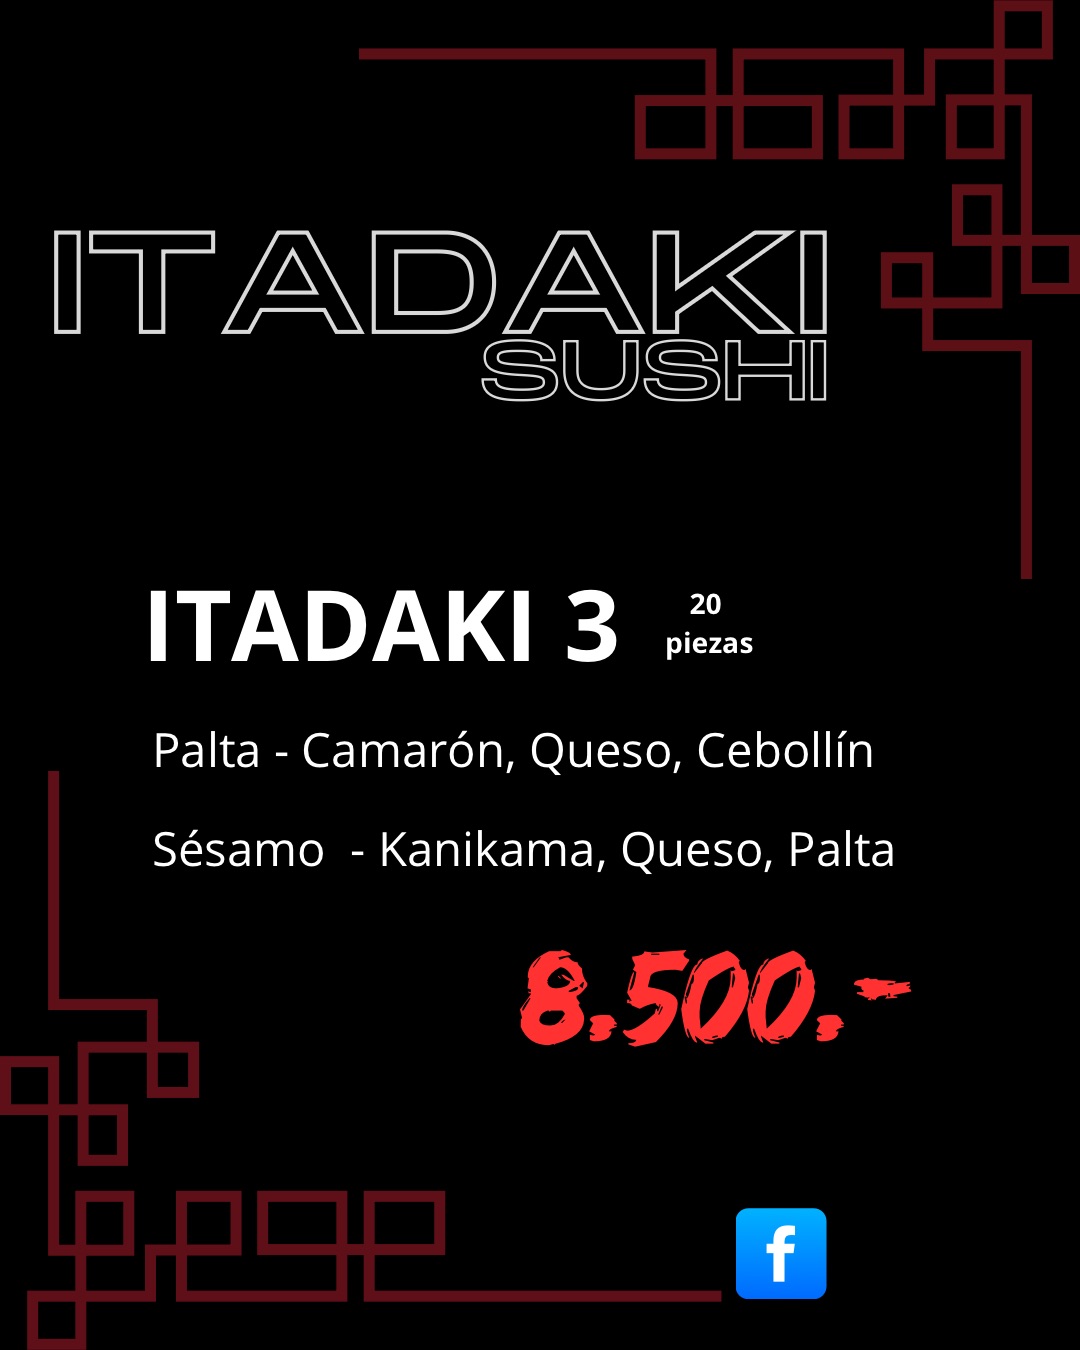 ITADAKI
SUSHI
ITADAKI 3
20
piezas
Palta - Camarón, Queso, Cebollín
Sésamo - Kanikama, Queso, Palta
8.500.-